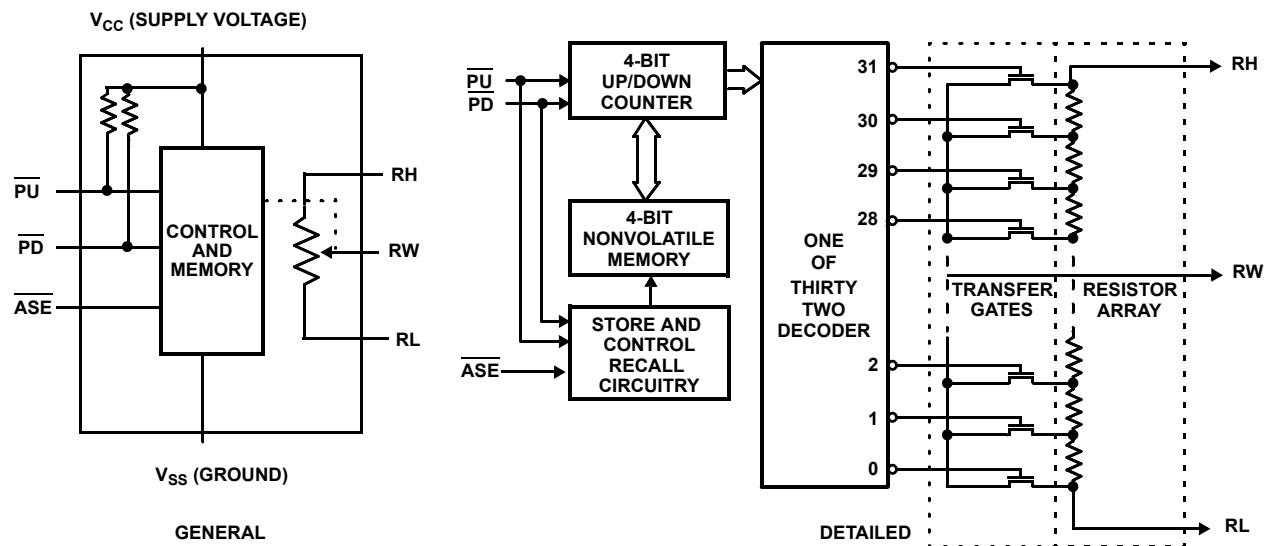 VCC (SUPPLY VOLTAGE)
PU
PD
ASE
CONTROL
AND
MEMORY
RH
RW
RL
VSS (GROUND)
GENERAL
PU
PD
ASE
4-BIT
UP/DOWN
COUNTER
4-BIT
NONVOLATILE
MEMORY
STORE AND
CONTROL
RECALL
CIRCUITRY
ONE
OF
THIRTY
TWO
DECODER
31
30
29
28
2
1
0
TRANSFER
GATES
RESISTOR
ARRAY
RH
RW
RL
DETAILED